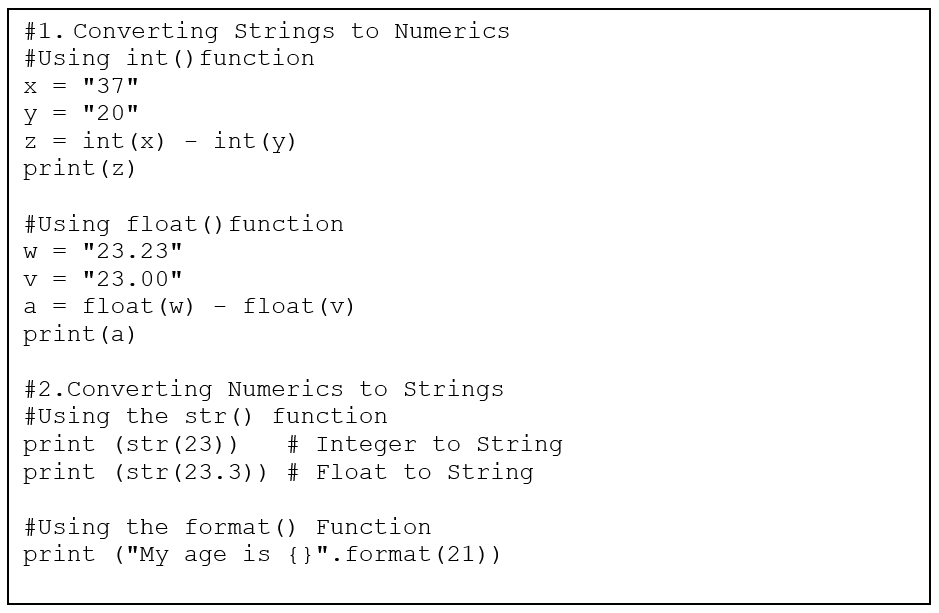 #1. Converting Strings to Numerics
#Using int()function
x = "37"
y = "20"
z = int(x) – int(y)
print(z)
#Using float()function
w = "23.23"
v = "23.00"
a = float(w) – float(v)
print(a)
#2.Converting Numerics to Strings
#Using the str() function
print (str(23))   # Integer to String
print (str(23.3)) # Float to String
#Using the format() Function
print ("My age is {}".format(21))